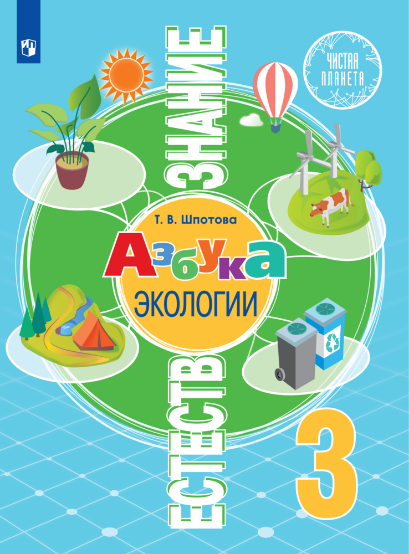 ЧИСТАЯ
ПЛАНЕТА
ЕСТЕСТВОЗНАНИЕ
Т. В. Шпотова
Азбука
ЭКОЛОГИИ
3